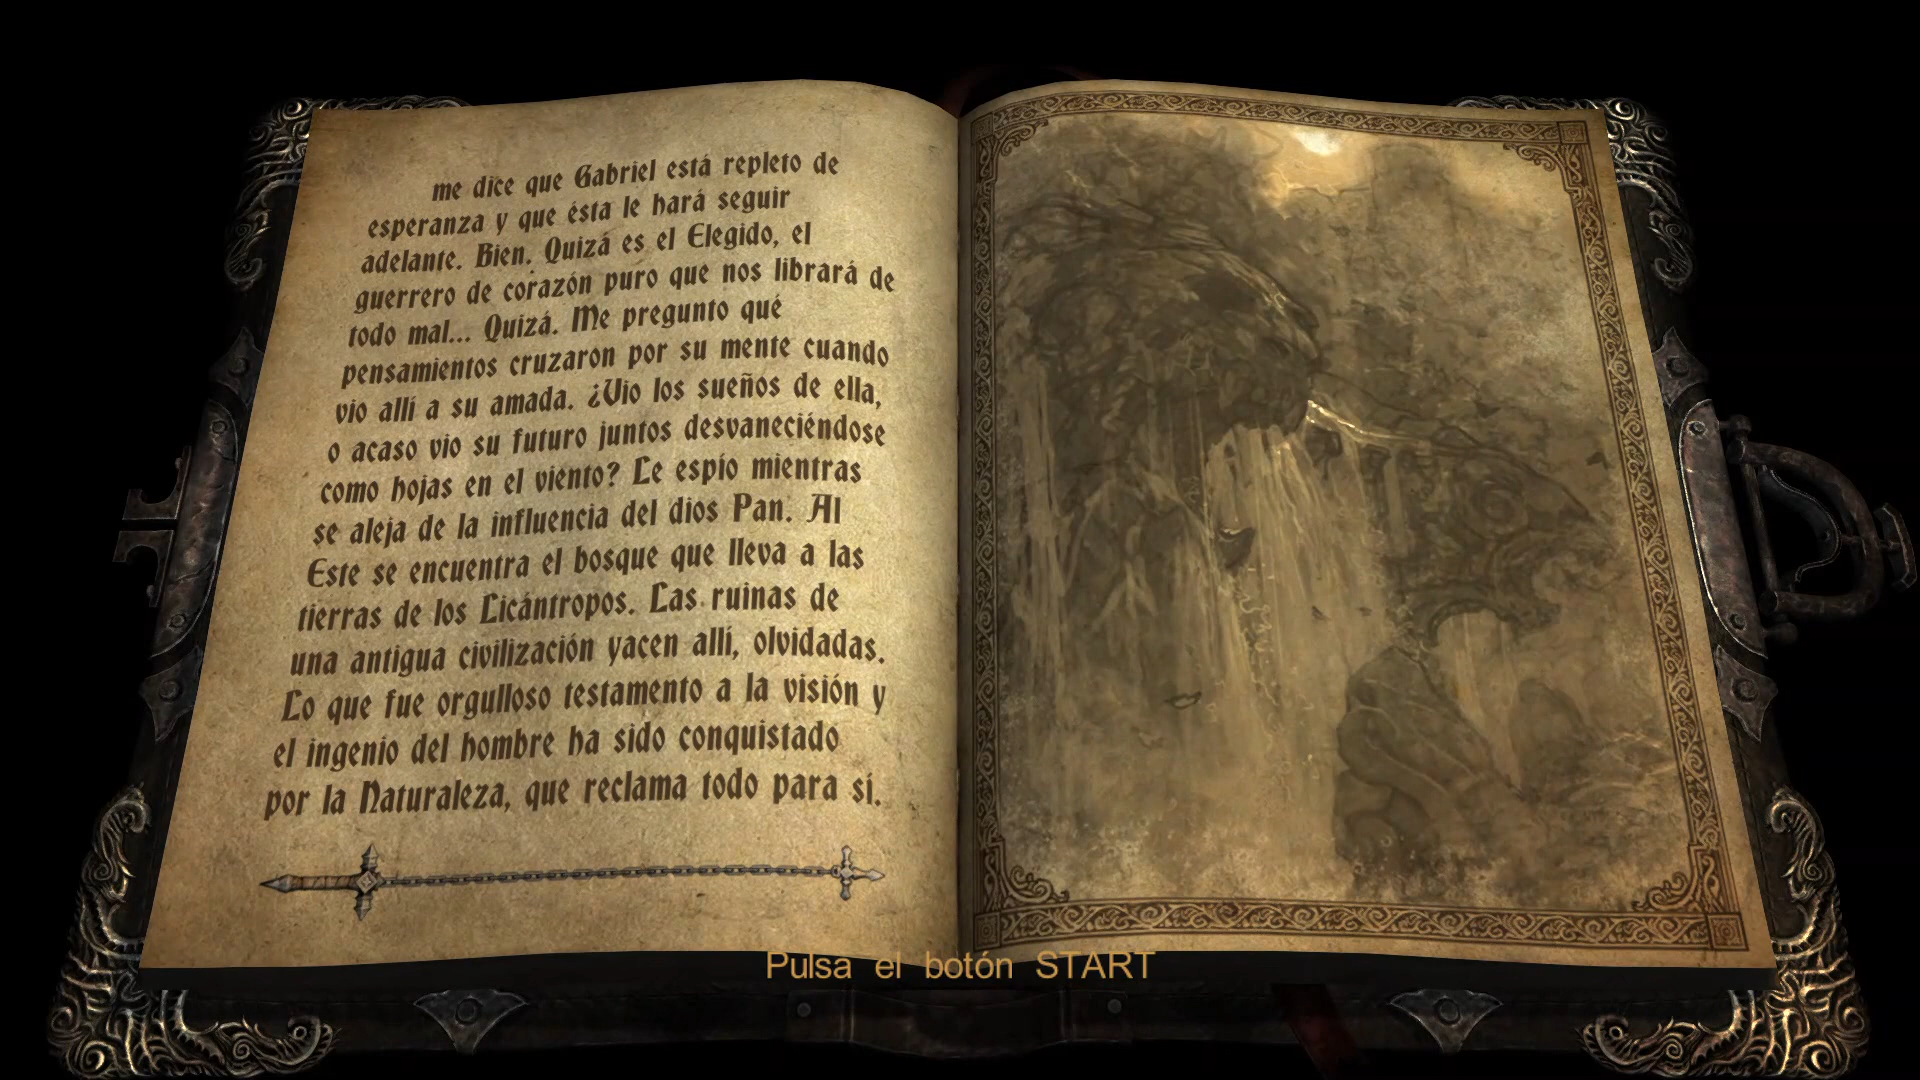 me dice que Gabriel está repleto de
esperanza y que ésta le hará seguir
adelante. Bien. Quizá es el Elegido, el
guerrero de corazón puro que nos librará de
todo mal... Quizá. Me pregunto qué
pensamientos cruzaron por su mente cuando
vio allí a su amada. ¿Vio los sueños de ella,
o acaso vio su futuro juntos desvaneciéndose
como hojas en el viento? Le espío mientras
se aleja de la influencia del dios Pan. Al
Este se encuentra el bosque que lleva a las
tierras de los Licántropos. Las ruinas de
una antigua civilización yacen allí, olvidadas.
Lo que fue orgulloso testamento a la visión y
el ingenio del hombre ha sido conquistado
por la Naturaleza, que reclama todo para sí.
Pulsa el botón START